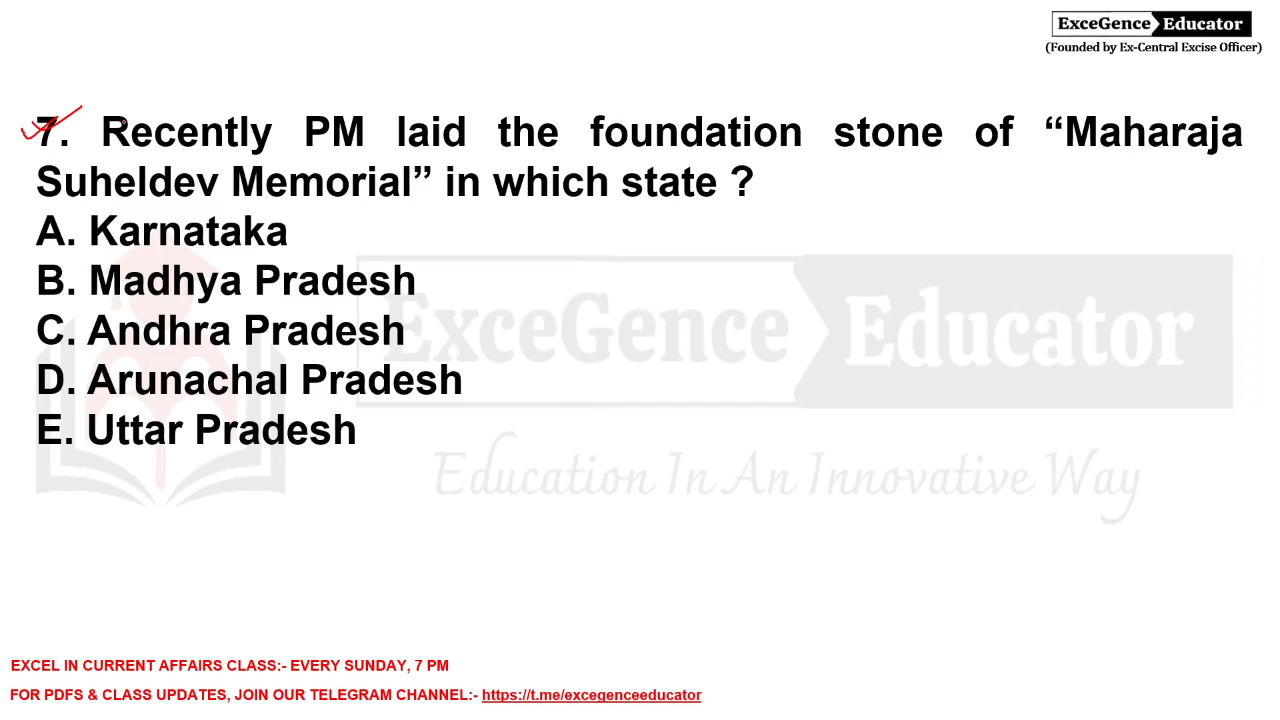 ExceGence Educator
(Founded by Ex-Central Excise Officer)
7. Recently PM laid the foundation stone of “Maharaja
Suheldev Memorial” in which state ?
A. Karnataka
B. Madhya Pradesh
C. Andhra Pradesh
D. Arunachal Pradesh
E. Uttar Pradesh
ExceGence Educator
Education In An Innovative Way
EXCEL IN CURRENT AFFAIRS CLASS:- EVERY SUNDAY, 7 PM
FOR PDFS & CLASS UPDATES, JOIN OUR TELEGRAM CHANNEL:- https://t.me/excegenceeducator